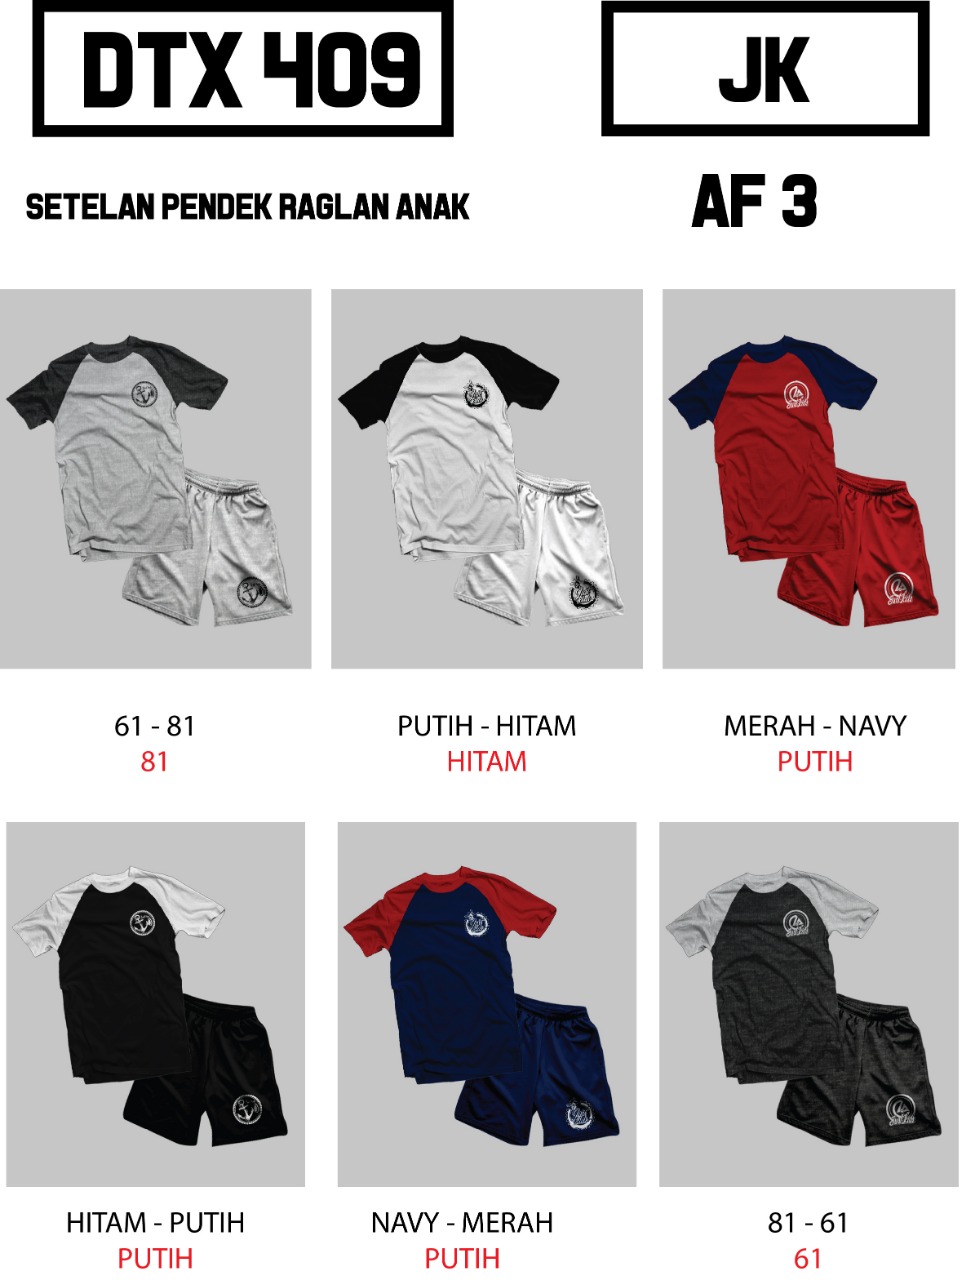 DTX 409
JK
SETELAN PENDEK RAGLAN ANAK
AF 3
61 - 81
81
PUTIH - HITAM
HITAM
MERAH - NAVY
PUTIH
HITAM - PUTIH
PUTIH
NAVY - MERAH
PUTIH
81 - 61
61